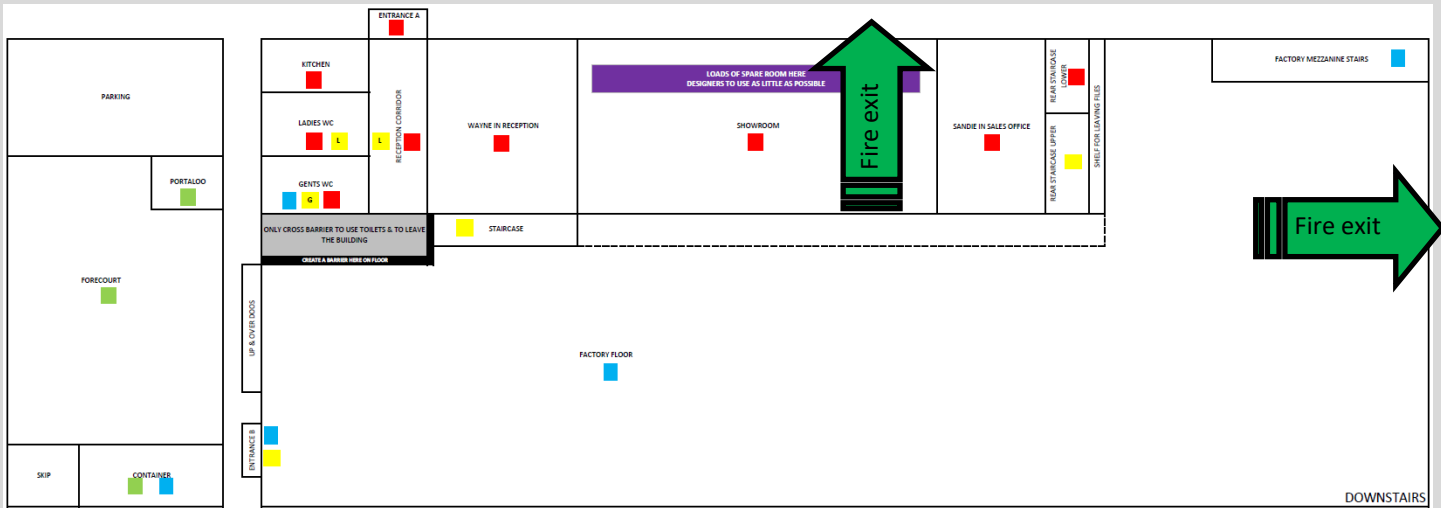 ENTRANCE A
KITCHEN
LOADS OF SPARE ROOM HERE
DESIGNERS TO USE AS LITTLE AS POSSIBLE
Fire exit
REAR STAIRCASE
LOWER
FACTORY MEZZANINE STAIRS
PARKING
LADIES WC
L
L
RECEPTION CORRIDOR
WAYNE IN RECEPTION
SHOWROOM
SANDIE IN SALES OFFICE
REAR STAIRCASE UPPER
SHELF FOR LEAVING FILES
PORTALOO
GENTS WC
G
ONLY CROSS BARRIER TO USE TOILETS & TO LEAVE
THE BUILDING
CREATE A BARRIER HERE ON FLOOR
STAIRCASE
Fire exit
FORECOURT
UP & OVER DOOS
FACTORY FLOOR
ENTRANCE B
SKIP
CONTAINER
DOWNSTAIRS